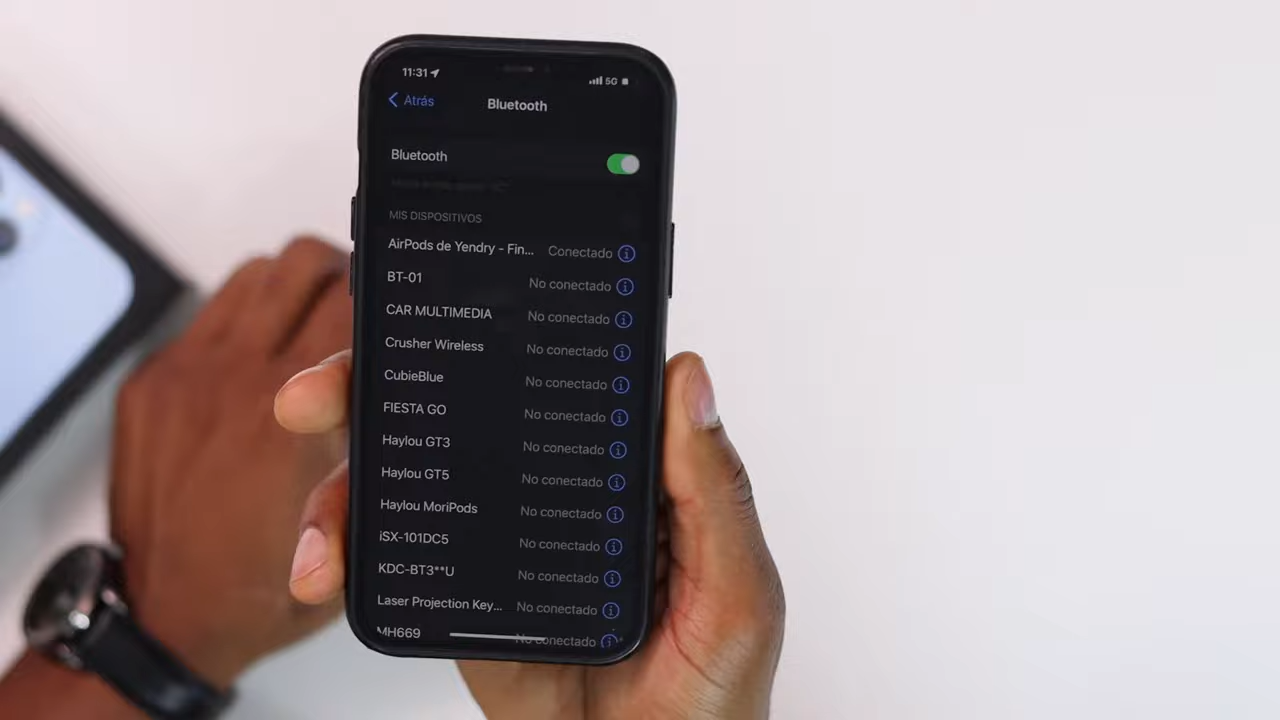 11:31 5G
Atrás Bluetooth
Bluetooth
MIS DISPOSITIVOS
AirPods de Yendry - Fin... Conectado
BT-01 No conectado
CAR MULTIMEDIA No conectado
Crusher Wireless No conectado
CubieBlue No conectado
FIESTA GO No conectado
Haylou GT3 No conectado
Haylou GT5 No conectado
Haylou MoriPods No conectado
iSX-101DC5 No conectado
KDC-BT3**U No conectado
Laser Projection Key... No conectado
MH669 No conectado